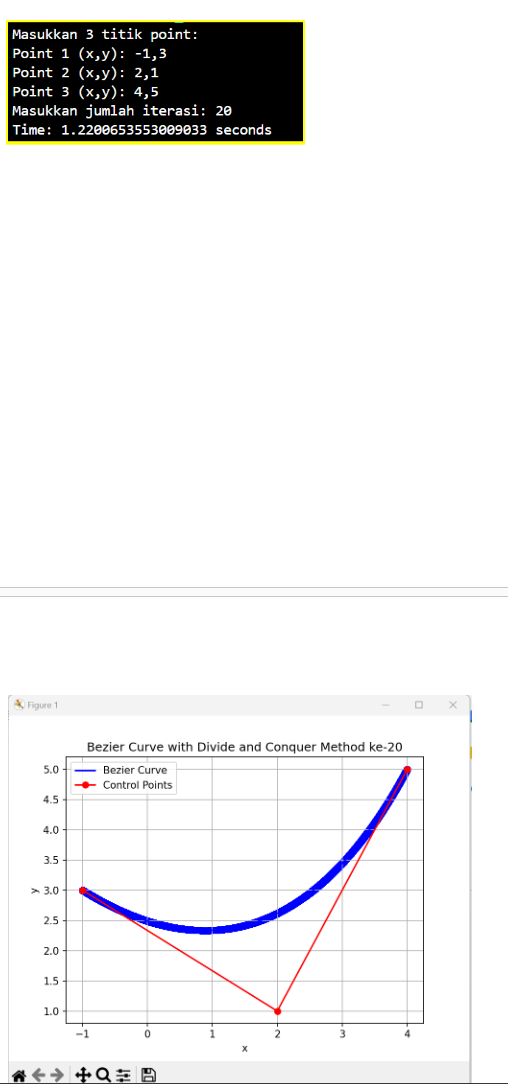 Masukkan 3 titik point:
Point 1 (x,y): -1,3
Point 2 (x,y): 2,1
Point 3 (x,y): 4,5
Masukkan jumlah iterasi: 20
Time: 1.2200653553009033 seconds
Figure 1
Bezier Curve with Divide and Conquer Method ke-20
Bezier Curve
Control Points
5.0
4.5
4.0
3.5
3.0
2.5
2.0
1.5
1.0
y
−1 0 1 2 3 4
x